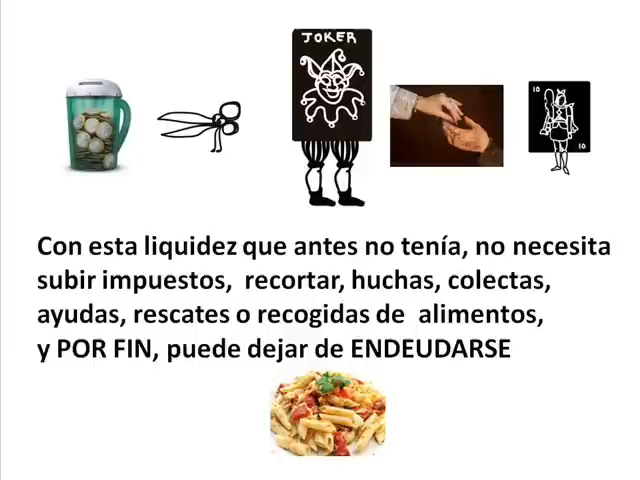 JOKER
10
10
Con esta liquidez que antes no tenía, no necesita
subir impuestos, recortar, huchas, colectas,
ayudas, rescates o recogidas de alimentos,
y POR FIN, puede dejar de ENDEUDARSE